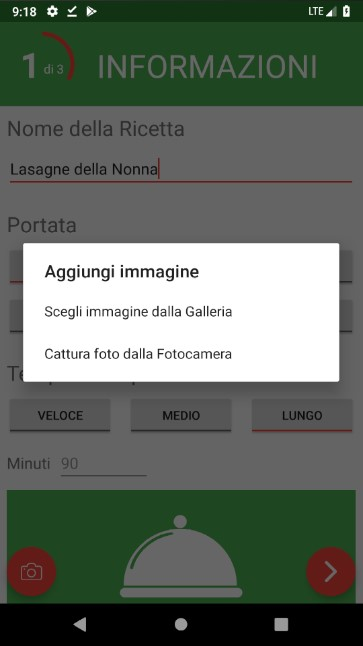 9:18 LTE
1 di 3 INFORMAZIONI
Nome della Ricetta
Lasagne della Nonna
Portata
Aggiungi immagine
Scegli immagine dalla Galleria
Cattura foto dalla Fotocamera
VELOCE MEDIO LUNGO
Minuti 90